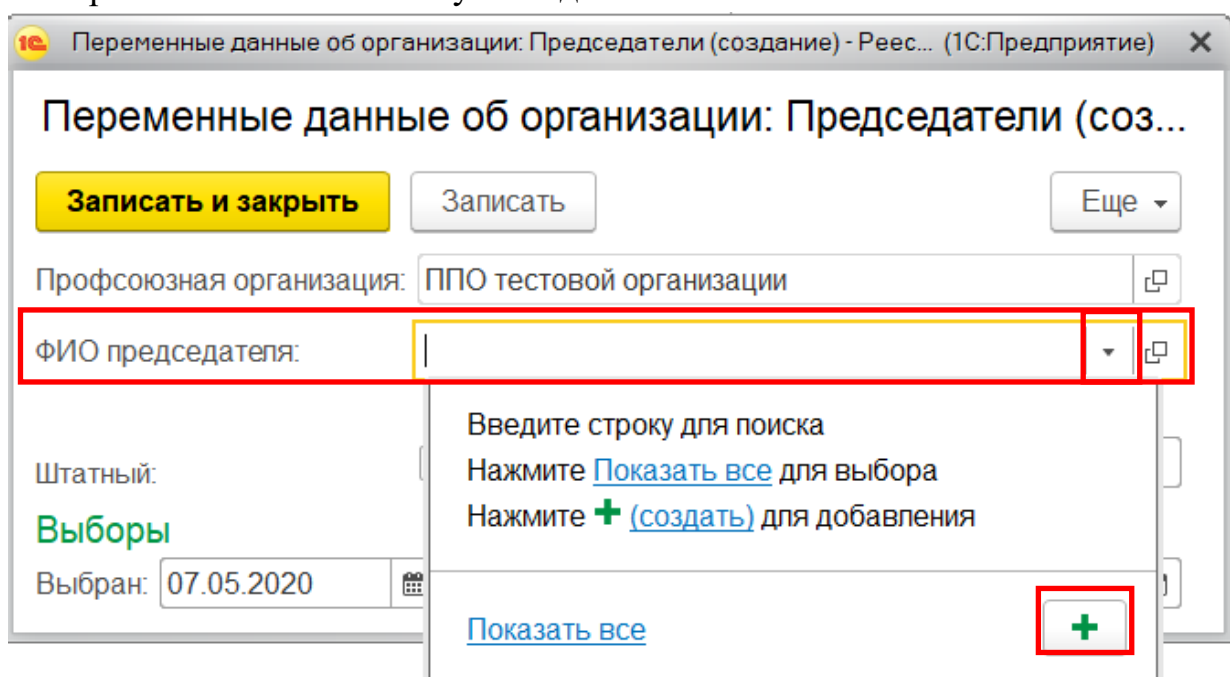 1С Переменные данные об организации: Председатели (создание) - Реес... (1С:Предприятие)
Переменные данные об организации: Председатели (соз...
Записать и закрыть Записать Еще
Профсоюзная организация: ППО тестовой организации
ФИО председателя:
Введите строку для поиска
Штатный:
Нажмите Показать все для выбора
Нажмите + (создать) для добавления
Выборы
Выбран: 07.05.2020
Показать все